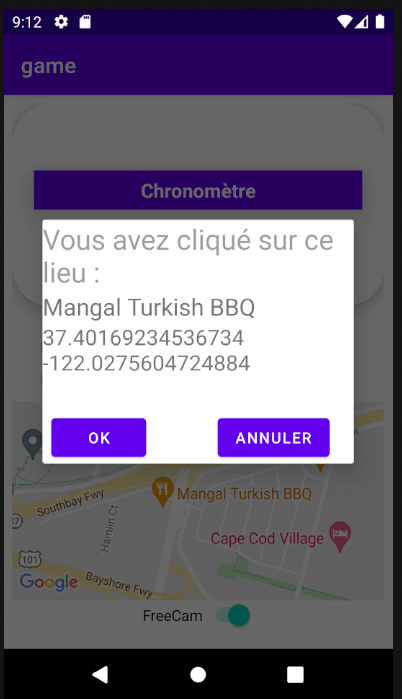 9:12
game
Chronomètre
Vous avez cliqué sur ce
lieu :
Mangal Turkish BBQ
37.40169234536734
-122.0275604724884
OK
ANNULER
Mangal Turkish BBQ
Southbay Fwy
Hamlin Ct
Cape Cod Village
101
Google
Bayshore Fwy
FreeCam